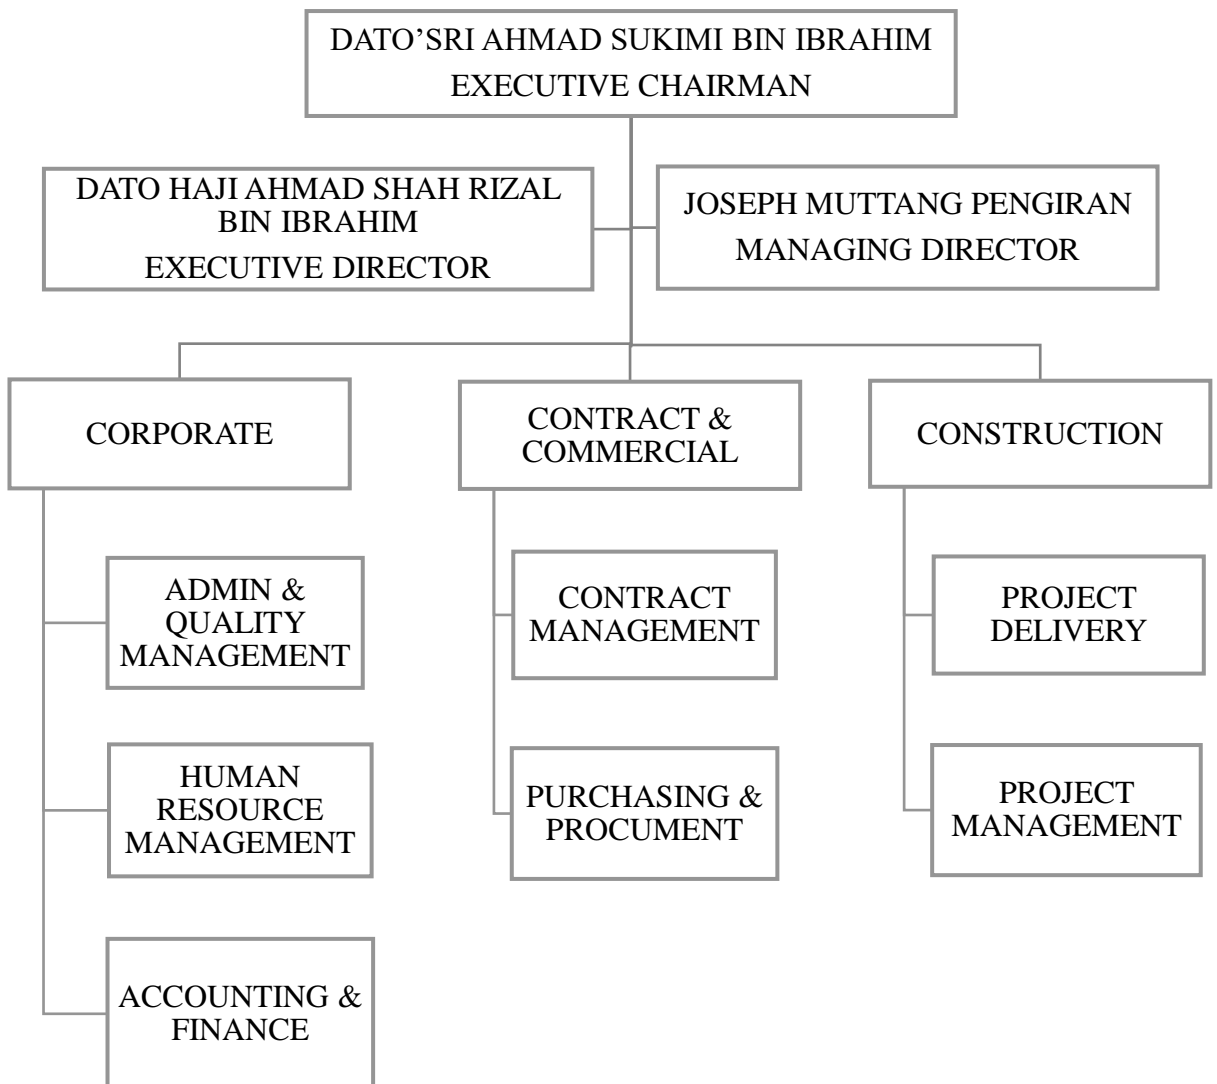 DATO'SRI AHMAD SUKIMI BIN IBRAHIM
EXECUTIVE CHAIRMAN
DATO HAJI AHMAD SHAH RIZAL
BIN IBRAHIM
EXECUTIVE DIRECTOR
JOSEPH MUTTANG PENGIRAN
MANAGING DIRECTOR
CORPORATE
CONTRACT &
COMMERCIAL
CONSTRUCTION
ADMIN &
QUALITY
MANAGEMENT
CONTRACT
MANAGEMENT
PROJECT
DELIVERY
HUMAN
RESOURCE
MANAGEMENT
PURCHASING &
PROCUMENT
PROJECT
MANAGEMENT
ACCOUNTING &
FINANCE